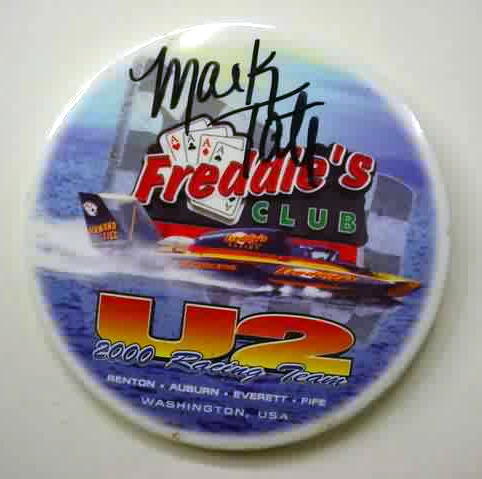 Mark
Tate
Freddie's
CLUB
U2
2000 Racing Team
RENTON • AUBURN • EVERETT • FIFE
WASHINGTON, USA